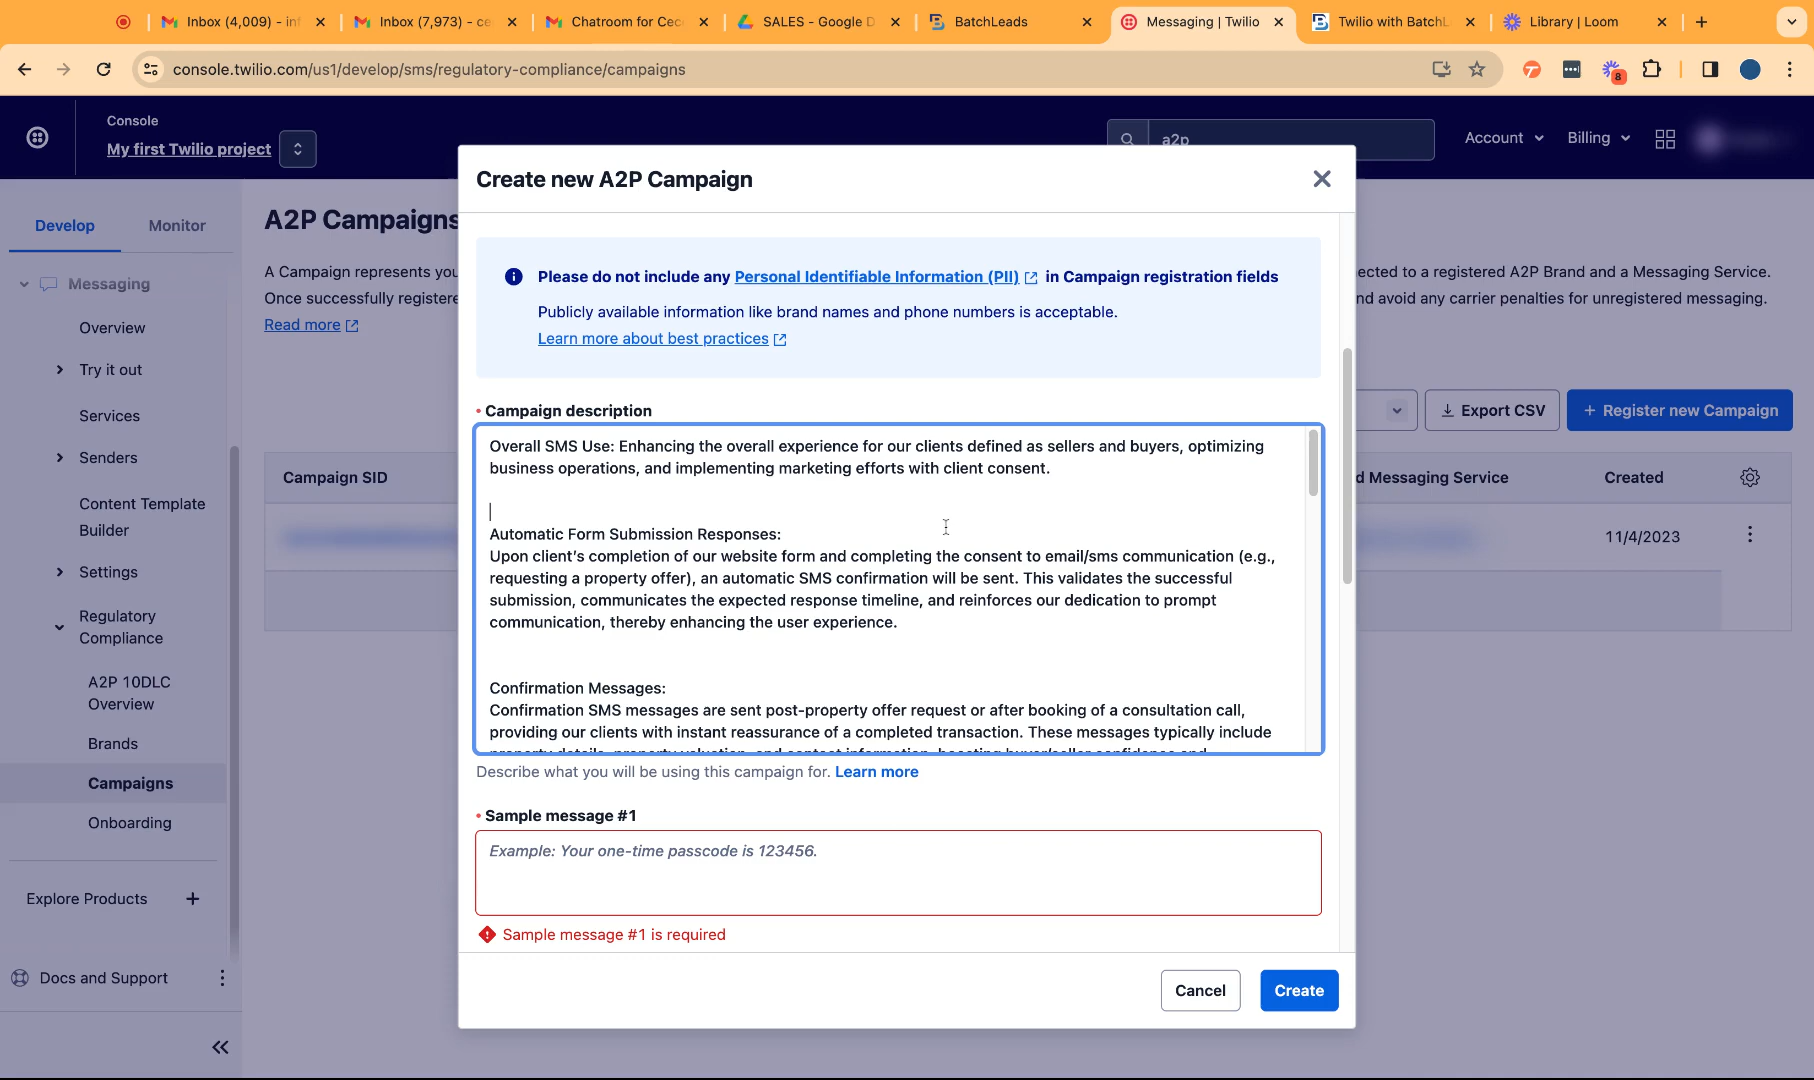 Inbox (4,009) - inf
Inbox (7,973) - ce
Chatroom for Cec
SALES - Google D
BatchLeads
Messaging | Twilio
Twilio with BatchL
Library | Loom
console.twilio.com/us1/develop/sms/regulatory-compliance/campaigns
8
Console
My first Twilio project
a2p
Account
Billing
Develop
Monitor
Messaging
Overview
Try it out
Services
Senders
Content Template
Builder
Settings
Regulatory
Compliance
A2P 10DLC
Overview
Brands
Campaigns
Onboarding
Explore Products
Docs and Support
A2P Campaigns
A Campaign represents you
ected to a registered A2P Brand and a Messaging Service.
Once successfully registere
nd avoid any carrier penalties for unregistered messaging.
Read more
Export CSV
+ Register new Campaign
Campaign SID
d Messaging Service
Created
11/4/2023
Create new A2P Campaign
Please do not include any Personal Identifiable Information (PII) in Campaign registration fields
Publicly available information like brand names and phone numbers is acceptable.
Learn more about best practices
Campaign description
Overall SMS Use: Enhancing the overall experience for our clients defined as sellers and buyers, optimizing
business operations, and implementing marketing efforts with client consent.
Automatic Form Submission Responses:
Upon client's completion of our website form and completing the consent to email/sms communication (e.g.,
requesting a property offer), an automatic SMS confirmation will be sent. This validates the successful
submission, communicates the expected response timeline, and reinforces our dedication to prompt
communication, thereby enhancing the user experience.
Confirmation Messages:
Confirmation SMS messages are sent post-property offer request or after booking of a consultation call,
providing our clients with instant reassurance of a completed transaction. These messages typically include
property details, property valuation, and contact information, boosting buyer/seller confidence and
Describe what you will be using this campaign for. Learn more
Sample message #1
Example: Your one-time passcode is 123456.
Sample message #1 is required
Cancel
Create